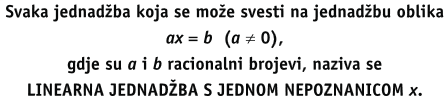 Svaka jednadžba koja se može svesti na jednadžbu oblika
ax = b (a ≠ 0),
gdje su a i b racionalni brojevi, naziva se
LINEARNA JEDNADŽBA S JEDNOM NEPOZNANICOM x.